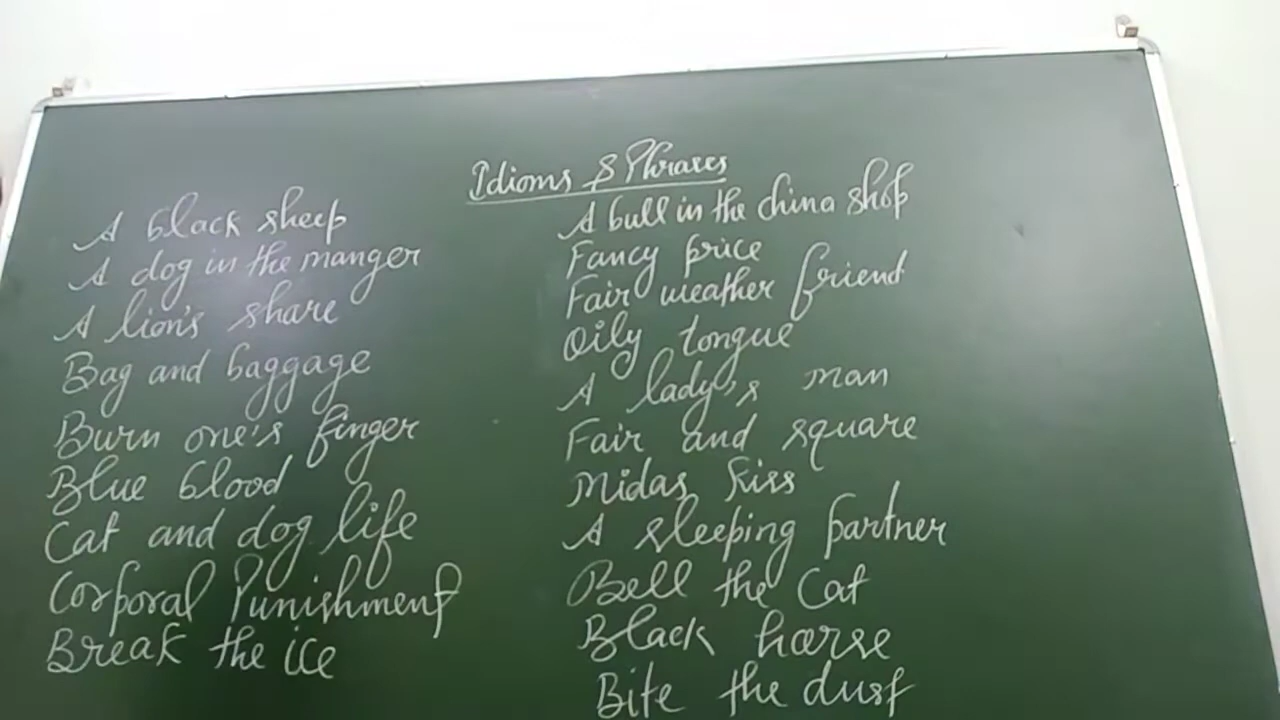 Idioms & Phrases
A black sheep
A dog in the manger
A lion's share
Bag and baggage
Burn one's finger
Blue blood
Cat and dog life
Corporal Punishment
Break the ice
A bull in the china shop
Fancy price
Fair weather friend
Oily tongue
A lady's man
Fair and square
Midas kiss
A sleeping partner
Bell the Cat
Black horse
Bite the dust